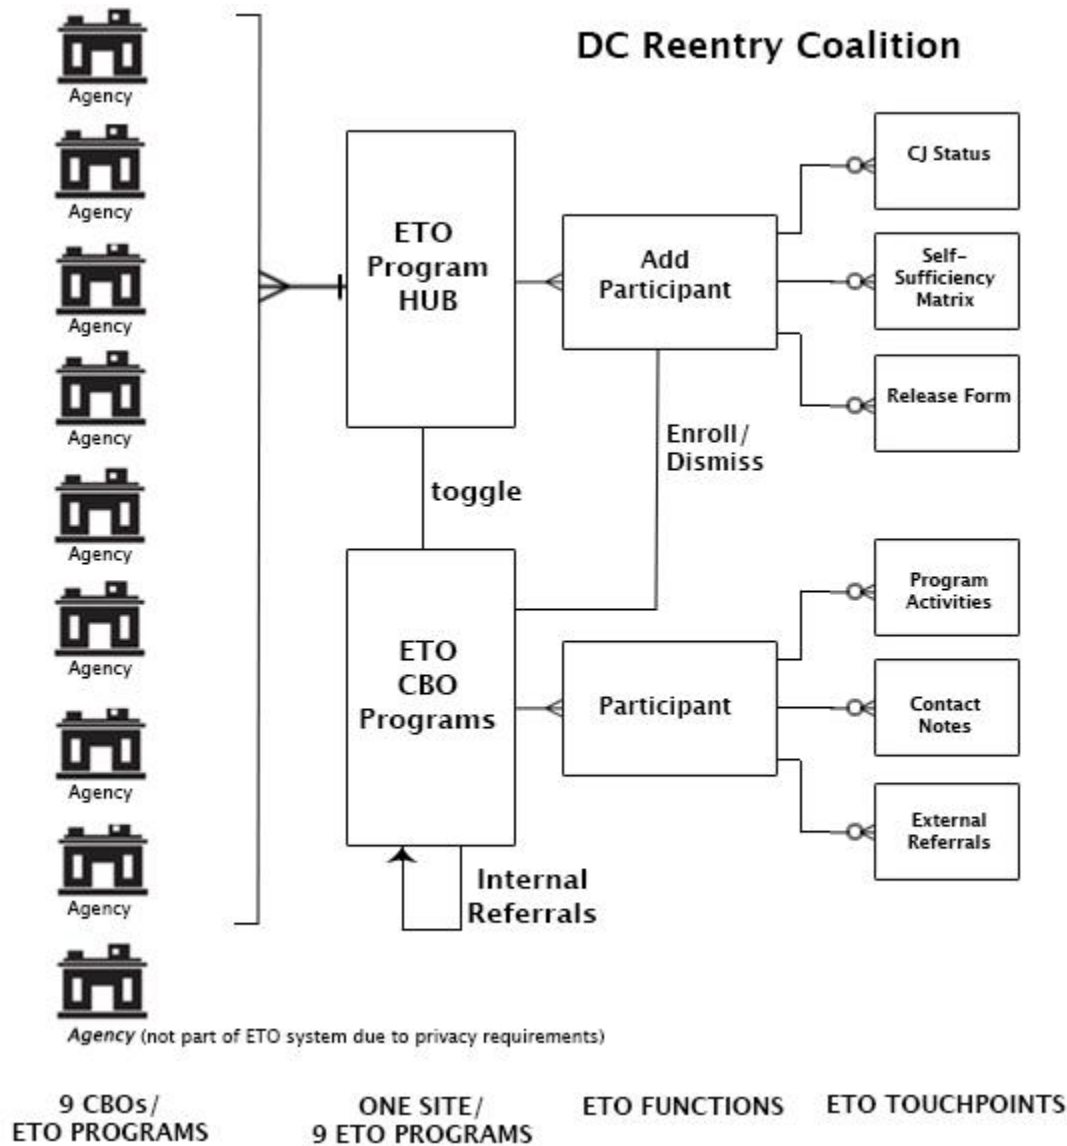 DC Reentry Coalition
Agency
Agency
Agency
Agency
Agency
Agency
Agency
Agency
Agency (not part of ETO system due to privacy requirements)
ETO
Program
HUB
Add
Participant
CJ Status
Self-
Sufficiency
Matrix
Release Form
toggle
Enroll/
Dismiss
ETO
CBO
Programs
Participant
Program
Activities
Contact
Notes
External
Referrals
Internal
Referrals
9 CBOs/
ETO PROGRAMS
ONE SITE/
9 ETO PROGRAMS
ETO FUNCTIONS
ETO TOUCHPOINTS